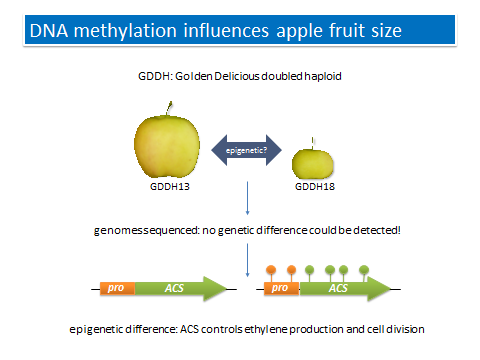 DNA methylation influences apple fruit size
GDDH: Golden Delicious doubled haploid
epigenetic?
GDDH13 GDDH18
genomes sequenced: no genetic difference could be detected!
pro ACS pro ACS
epigenetic difference: ACS controls ethylene production and cell division